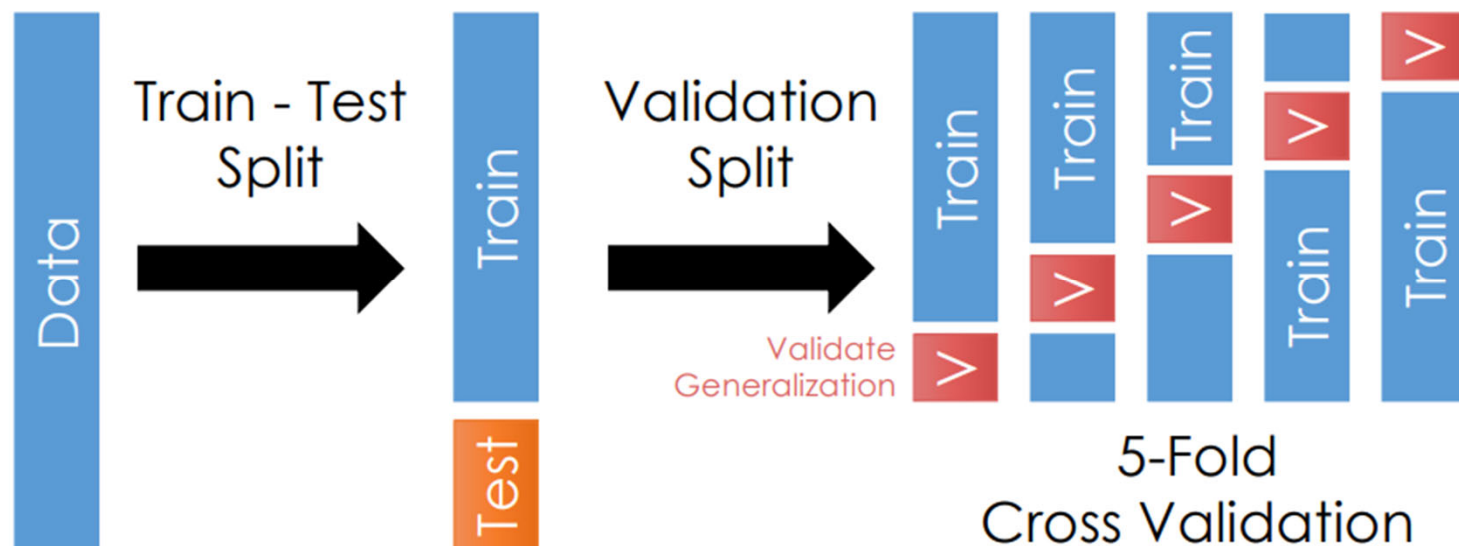 Data
Train - Test
Split
Train
Test
Validation
Split
Validate
Generalization
Train
V
Train
V
Train
V
V
Train
V
Train
5-Fold
Cross Validation